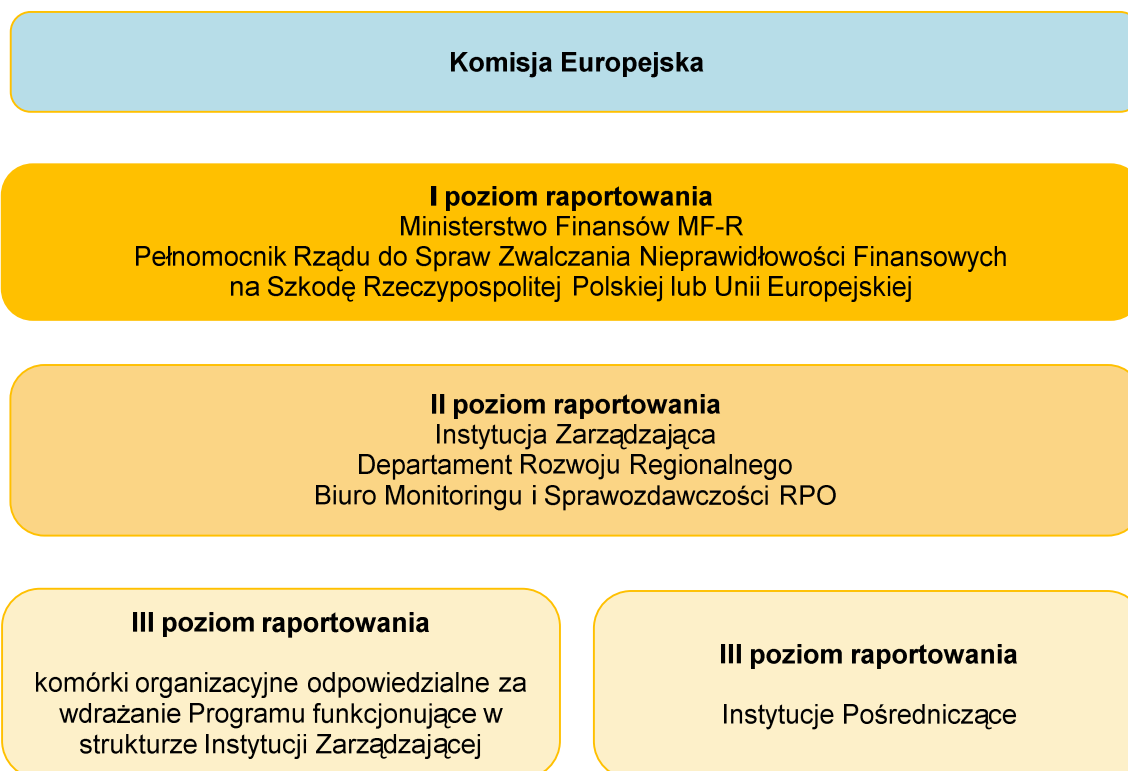 Komisja Europejska
I poziom raportowania
Ministerstwo Finansów MF-R
Pełnomocnik Rządu do Spraw Zwalczania Nieprawidłowości Finansowych
na Szkodę Rzeczypospolitej Polskiej lub Unii Europejskiej
II poziom raportowania
Instytucja Zarządzająca
Departament Rozwoju Regionalnego
Biuro Monitoringu i Sprawozdawczości RPO
III poziom raportowania
komórki organizacyjne odpowiedzialne za
wdrażanie Programu funkcjonujące w
strukturze Instytucji Zarządzającej
III poziom raportowania
Instytucje Pośredniczące